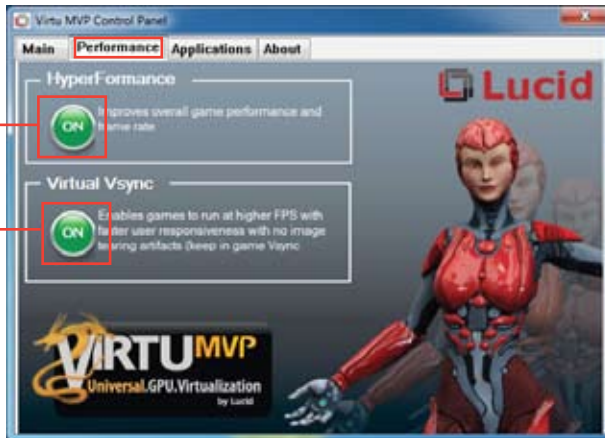 Virtu MVP Control Panel
Main Performance Applications About
HyperFormance
ON
Improves overall game performance and
frame rate
Lucid
Virtual Vsync
ON
Enables games to run at higher FPS with
faster user responsiveness with no image
tearing artifacts (keep in game Vsync
VIRTU MVP
Universal.GPU.Virtualization
by Lucid